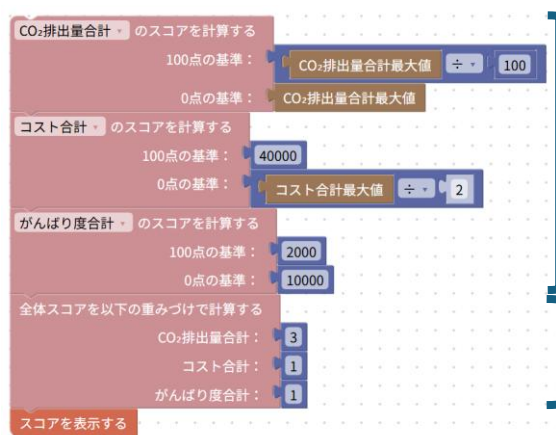 CO₂排出量合計 のスコアを計算する
100点の基準： CO₂排出量合計最大値 ÷ 100
0点の基準： CO₂排出量合計最大値
コスト合計 のスコアを計算する
100点の基準： 40000
0点の基準： コスト合計最大値 ÷ 2
がんばり度合計 のスコアを計算する
100点の基準： 2000
0点の基準： 10000
全体スコアを以下の重みづけで計算する
CO₂排出量合計： 3
コスト合計： 1
がんばり度合計： 1
スコアを表示する